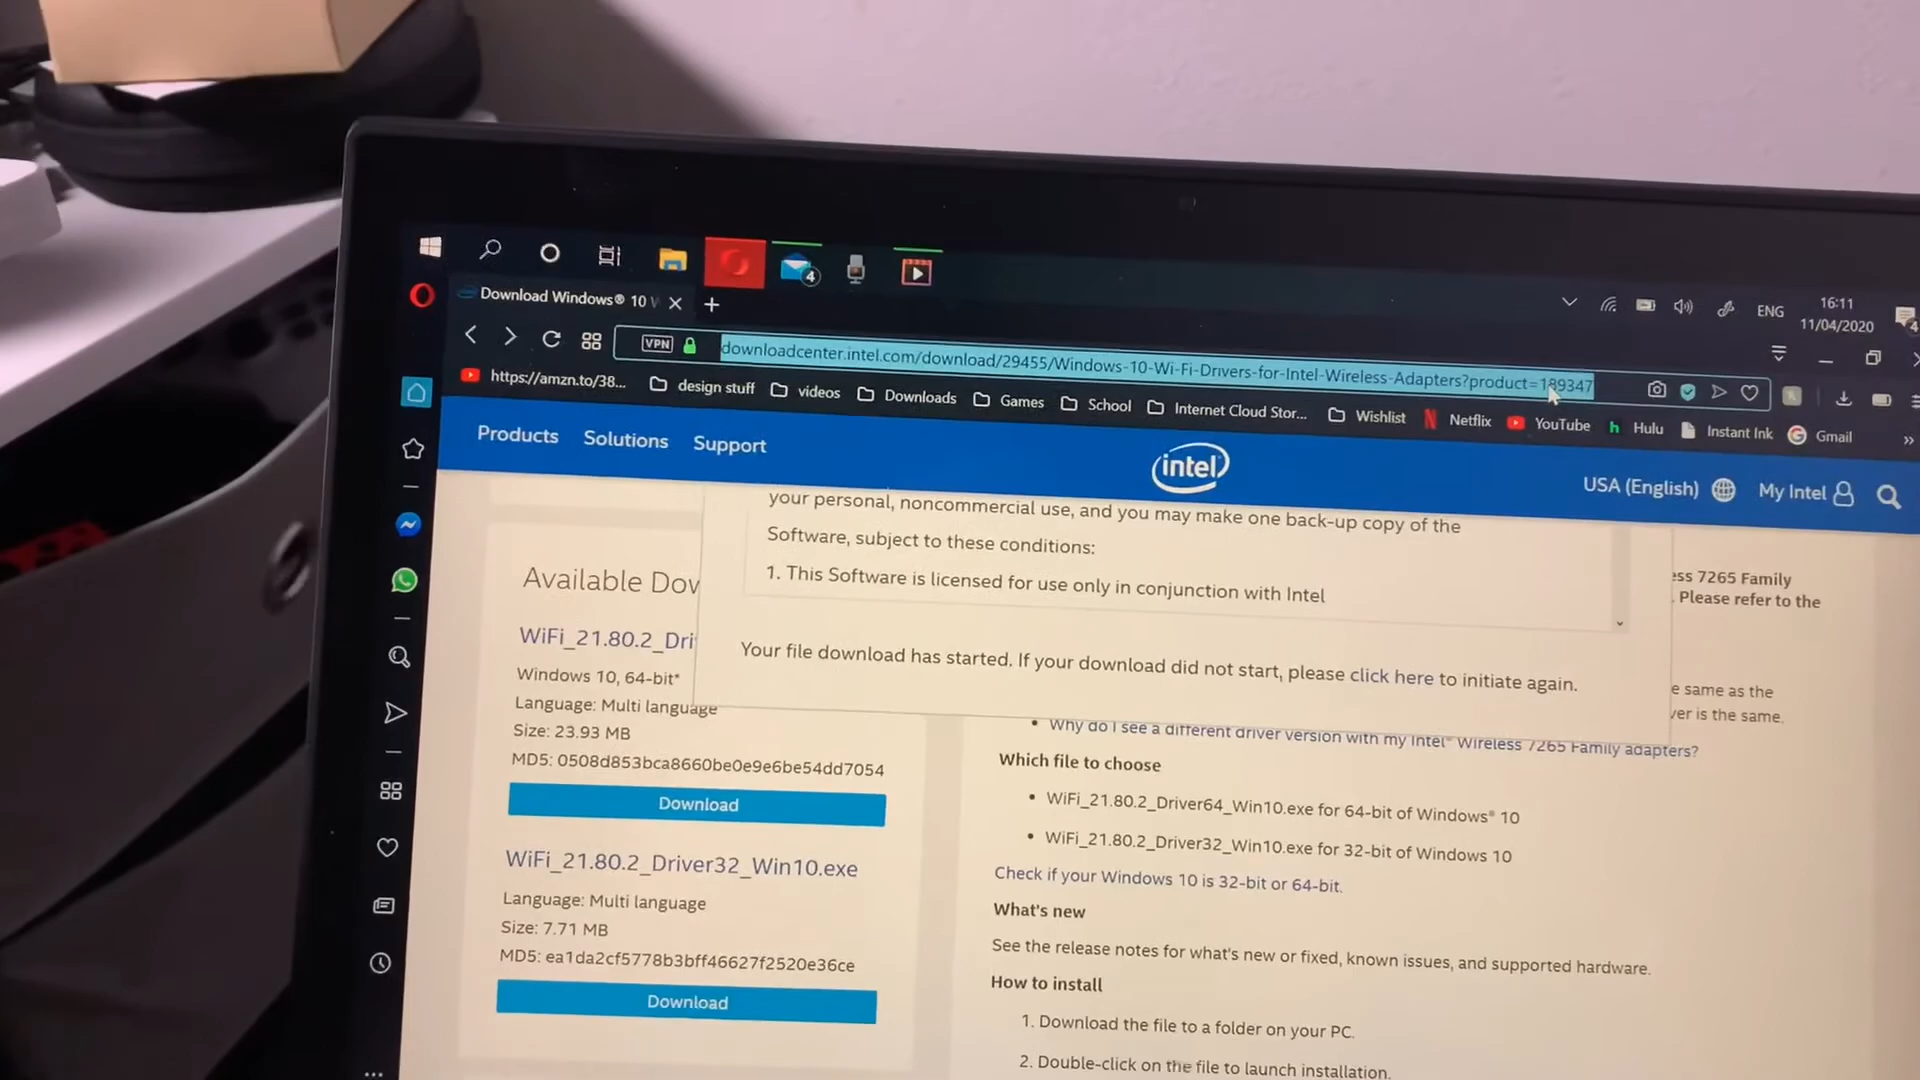 4
ENG
16:11
11/04/2020
4
Download Windows® 10
VPN
downloadcenter.intel.com/download/29455/Windows-10-Wi-Fi-Drivers-for-Intel-Wireless-Adapters?product=189347
https://amzn.to/38...
design stuff
videos
Downloads
Games
School
Internet Cloud Stor...
Wishlist
Netflix
YouTube
h Hulu
Instant Ink
G Gmail
»
Products
Solutions
Support
intel
USA (English)
My Intel
your personal, noncommercial use, and you may make one back-up copy of the
Software, subject to these conditions:
1. This Software is licensed for use only in conjunction with Intel
Your file download has started. If your download did not start, please click here to initiate again.
Available
WiFi_21.80.2_
Windows 10, 64-bit*
Language: Multi language
Size: 23.93 MB
MD5: 0508d853bca8660be0e9e6be54dd7054
Download
WiFi_21.80.2_Driver32_Win10.exe
Language: Multi language
Size: 7.71 MB
MD5: ea1da2cf5778b3bff46627f2520e36ce
Download
7265 Family
. Please refer to the
e same as the
is the same.
• Why do I see a different driver version with my Intel® Wireless 7265 Family adapters?
Which file to choose
• WiFi_21.80.2_Driver64_Win10.exe for 64-bit of Windows® 10
• WiFi_21.80.2_Driver32_Win10.exe for 32-bit of Windows 10
Check if your Windows 10 is 32-bit or 64-bit.
What's new
See the release notes for what's new or fixed, known issues, and supported hardware.
How to install
1. Download the file to a folder on your PC.
2. Double-click on the file to launch installation.